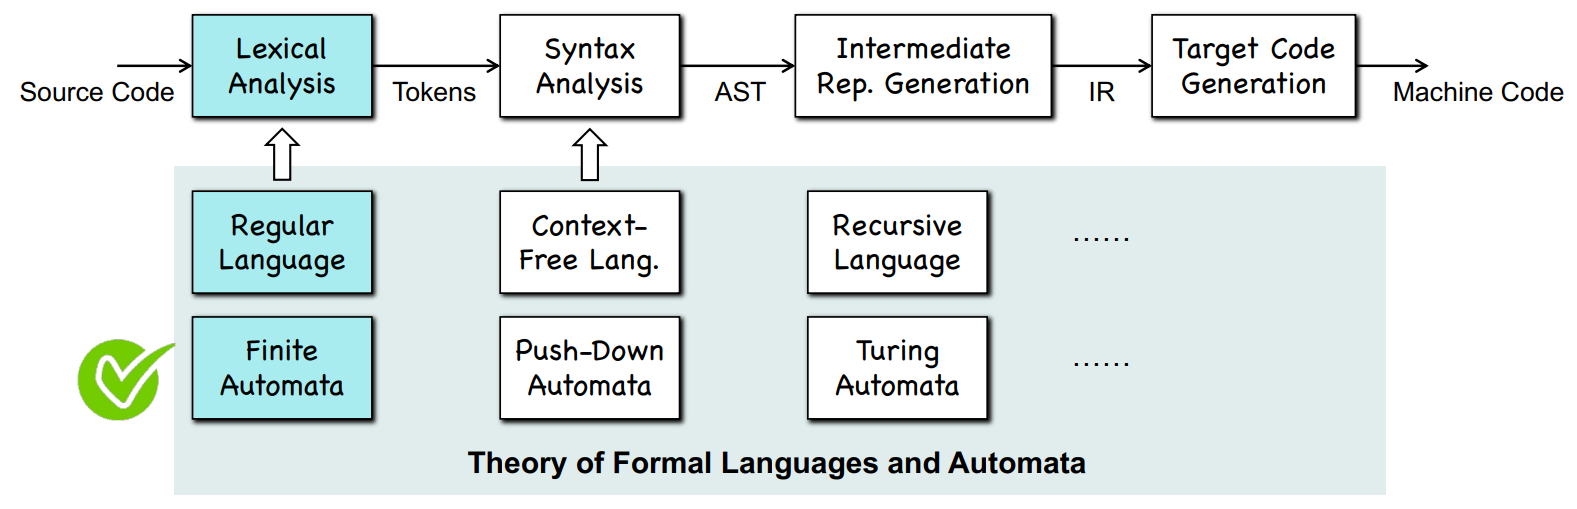 Lexical
Analysis
Syntax
Analysis
Intermediate
Rep. Generation
Target Code
Generation
Source Code
Tokens
AST
IR
Machine Code
Regular
Language
Context-
Free Lang.
Recursive
Language
......
Finite
Automata
Push-Down
Automata
Turing
Automata
......
Theory of Formal Languages and Automata